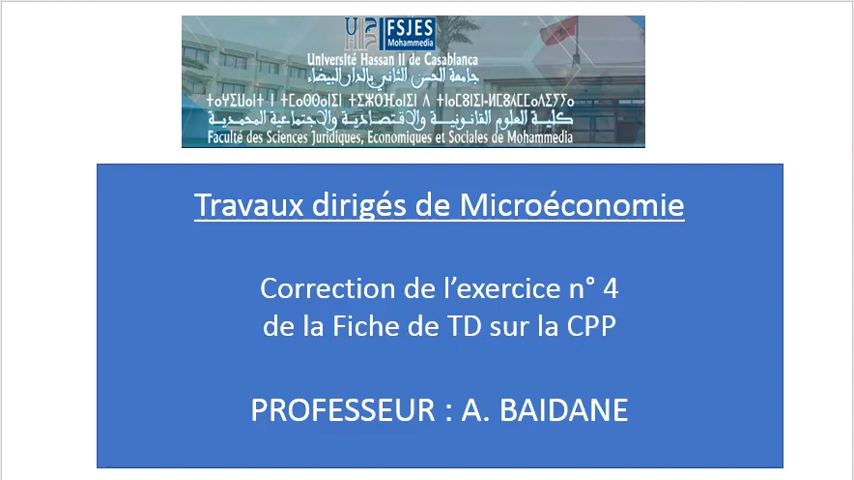 FSJES
Mohammedia
Université Hassan II de Casablanca
جامعة الحسن الثاني بالدار البيضاء
كلية العلوم القانونية والاقتصادية والاجتماعية المحمدية
Faculté des Sciences Juridiques, Economiques et Sociales de Mohammedia
Travaux dirigés de Microéconomie
Correction de l’exercice n° 4
de la Fiche de TD sur la CPP
PROFESSEUR : A. BAIDANE